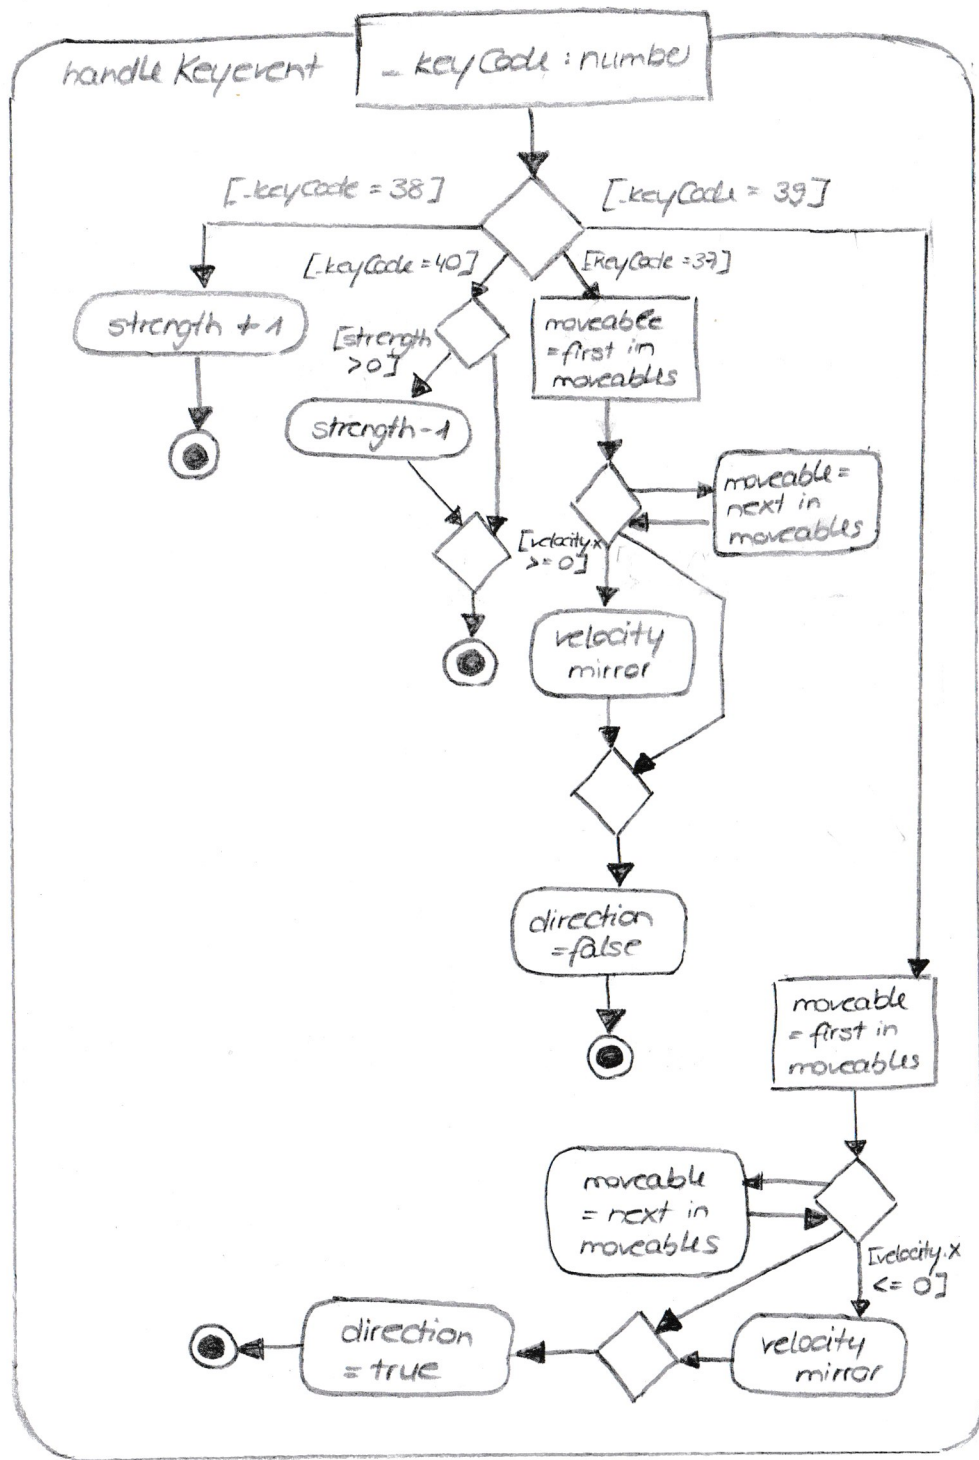 handle Keyevent
_keyCode : number
[_keyCode = 38]
[_keyCode = 39]
[_keyCode = 40]
[keyCode = 37]
strength + 1
[strength
>0]
moveable
=first in
moveables
strength-1
moveable =
next in
moveables
[velocity.x
>= 0]
velocity
mirror
direction
=false
moveable
= first in
moveables
moveable
= next in
moveables
[velocity.x
<= 0]
direction
= true
velocity
mirror